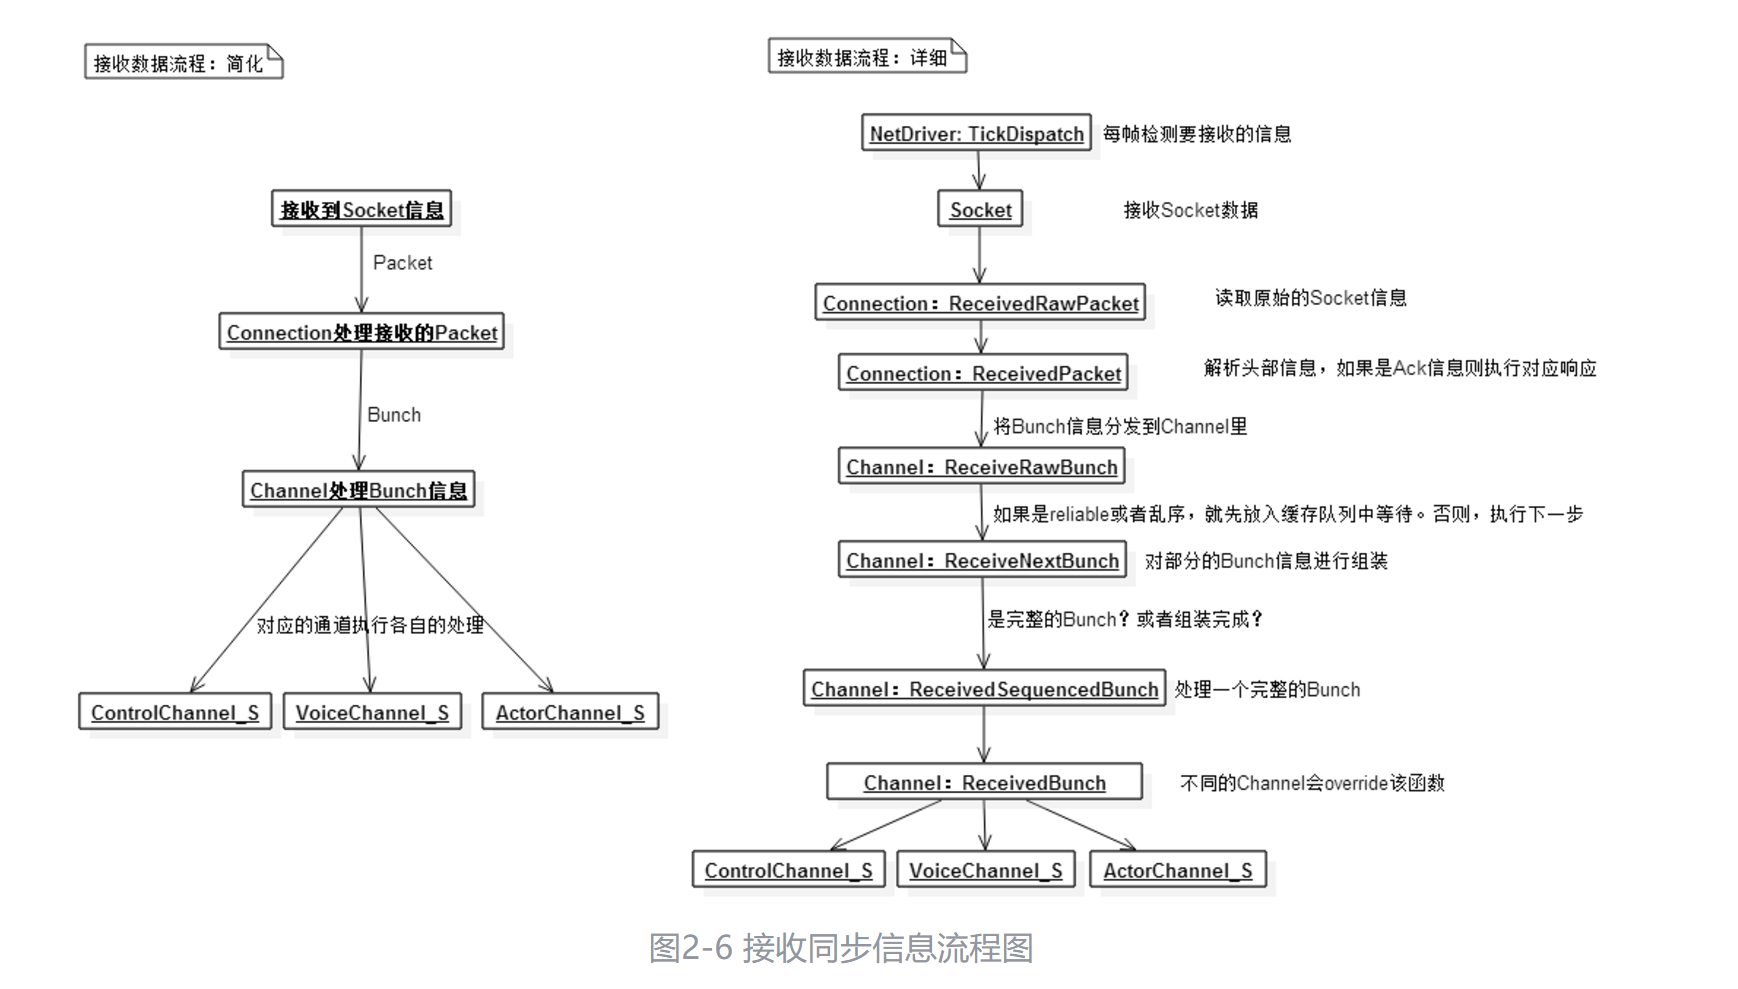 接收数据流程：简化
接收到Socket信息
Packet
Connection处理接收的Packet
Bunch
Channel处理Bunch信息
对应的通道执行各自的处理
ControlChannel_S
VoiceChannel_S
ActorChannel_S
接收数据流程：详细
NetDriver: TickDispatch
每帧检测要接收的信息
Socket
接收Socket数据
Connection：ReceivedRawPacket
读取原始的Socket信息
Connection：ReceivedPacket
解析头部信息，如果是Ack信息则执行对应响应
将Bunch信息分发到Channel里
Channel：ReceiveRawBunch
如果是reliable或者乱序，就先放入缓存队列中等待。否则，执行下一步
Channel：ReceiveNextBunch
对部分的Bunch信息进行组装
是完整的Bunch？或者组装完成？
Channel：ReceivedSequencedBunch
处理一个完整的Bunch
Channel：ReceivedBunch
不同的Channel会override该函数
ControlChannel_S
VoiceChannel_S
ActorChannel_S
图2-6 接收同步信息流程图